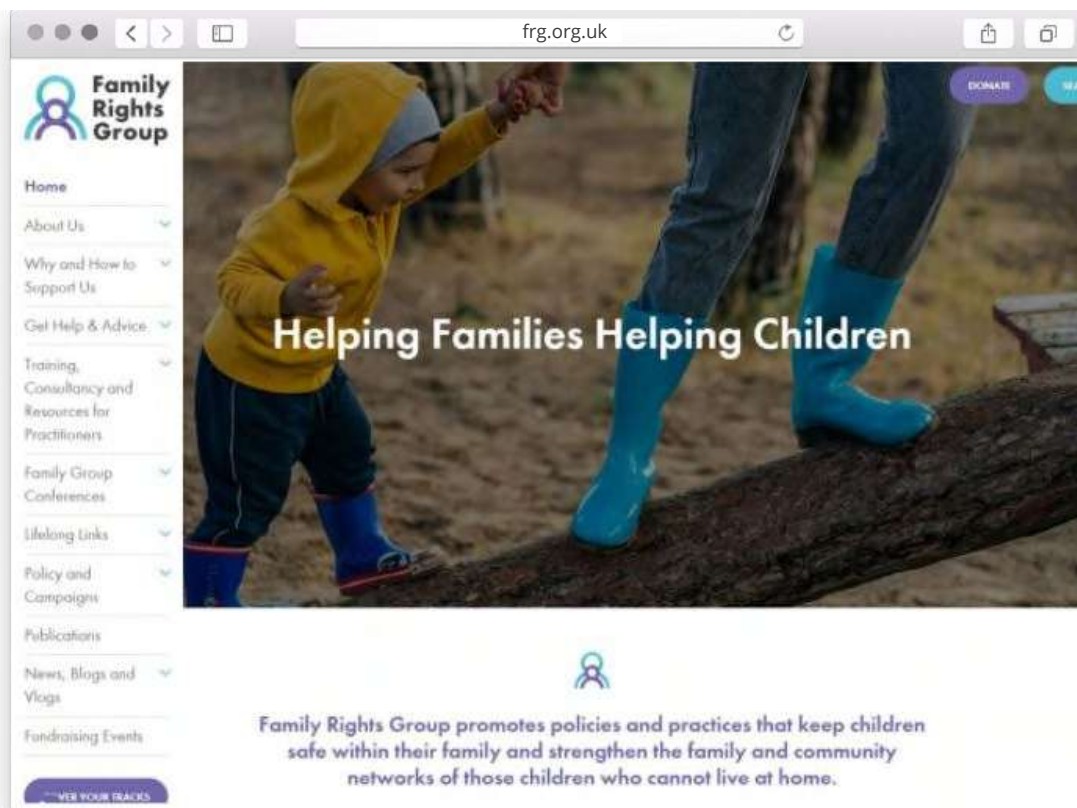 frg.org.uk
Family
Rights
Group
DONATE
Home
About Us
Why and How to
Support Us
Get Help & Advice
Training,
Consultancy and
Resources for
Practitioners
Family Group
Conferences
Lifelong Links
Policy and
Campaigns
Publications
News, Blogs and
Vlogs
Fundraising Events
YOUR TRACKS
Helping Families Helping Children
Family Rights Group promotes policies and practices that keep children
safe within their family and strengthen the family and community
networks of those children who cannot live at home.